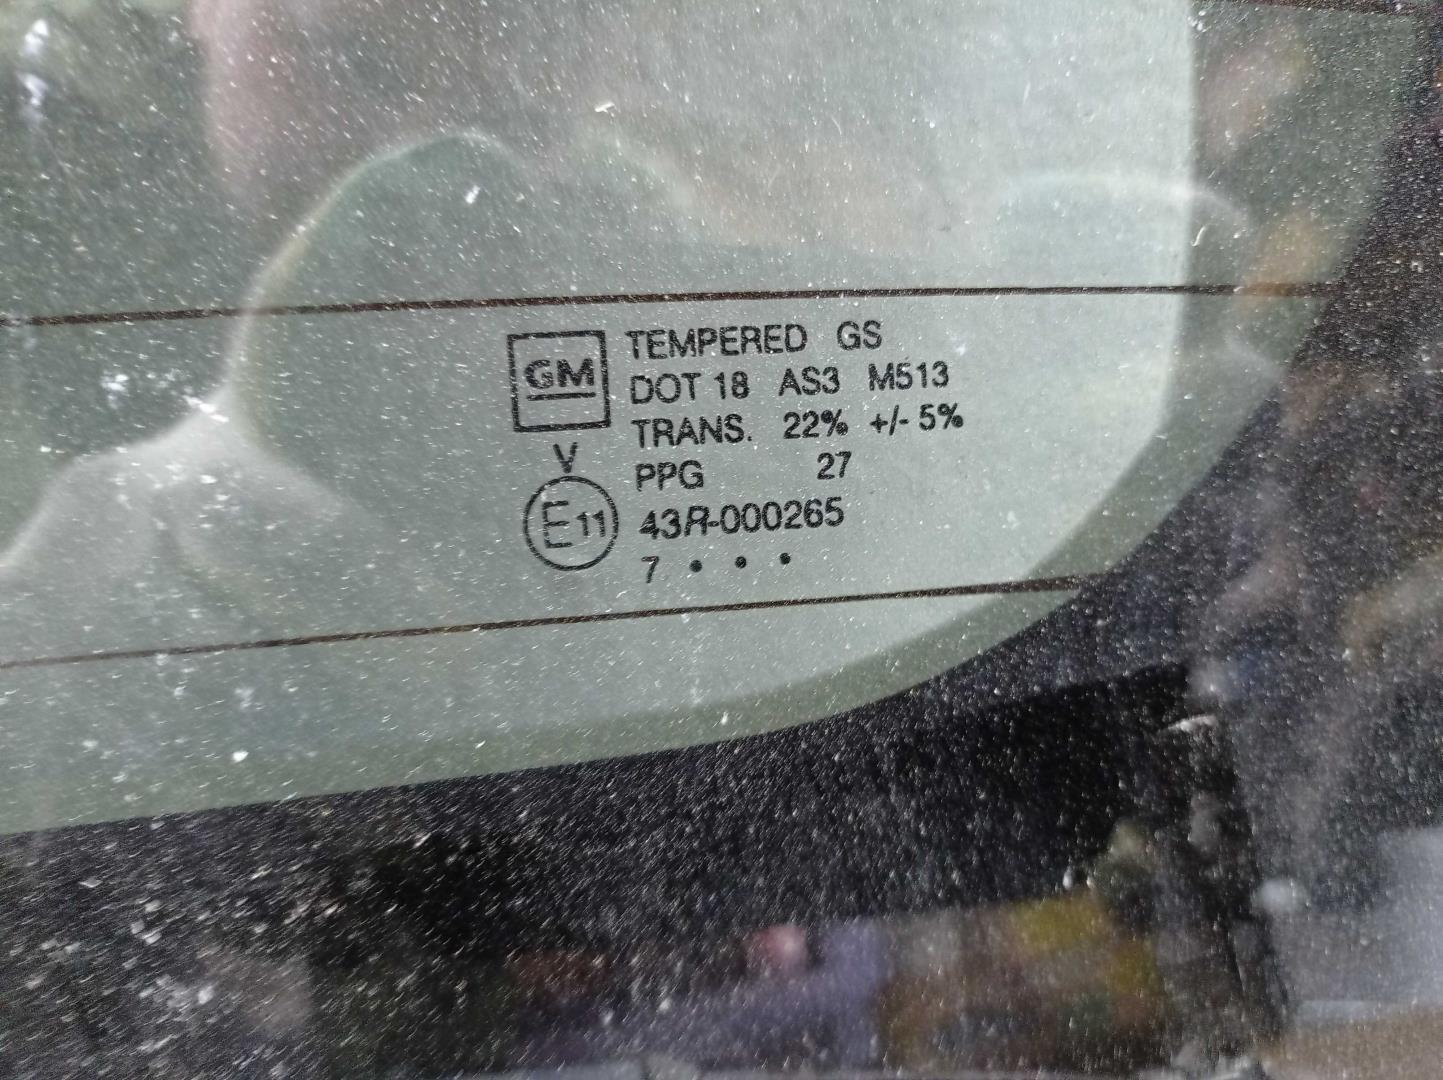 GM
TEMPERED GS
DOT 18 AS3 M513
TRANS. 22% +/- 5%
V
PPG 27
E11 43R-000265
7 • • •